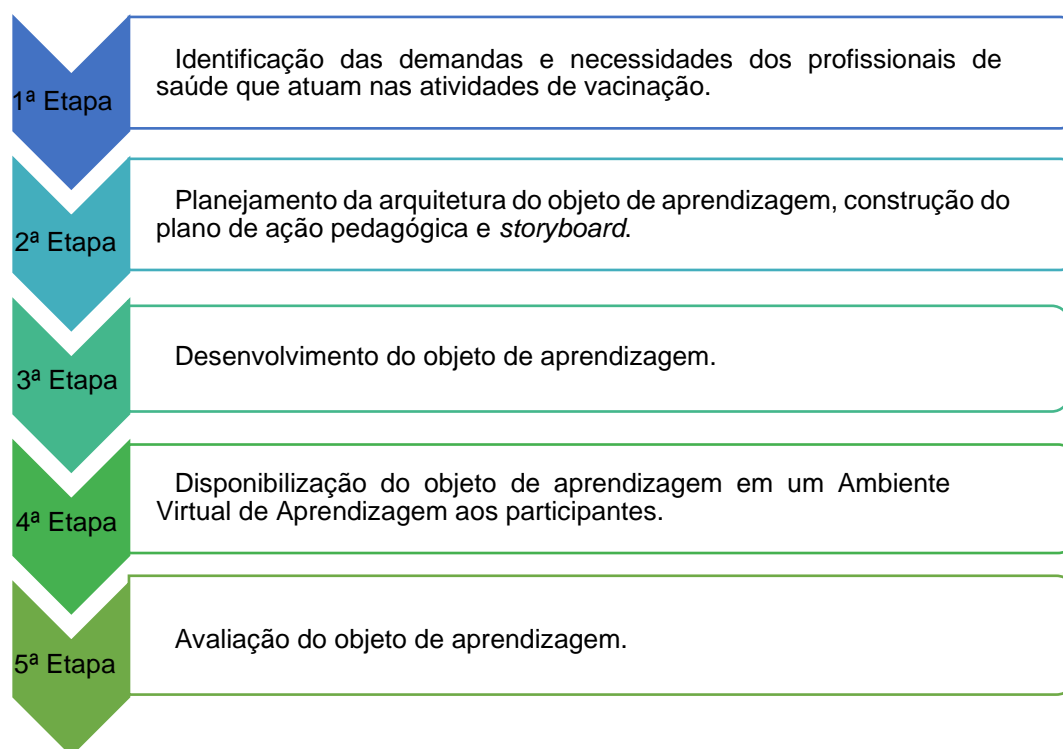 1ª Etapa
Identificação das demandas e necessidades dos profissionais de
saúde que atuam nas atividades de vacinação.
2ª Etapa
Planejamento da arquitetura do objeto de aprendizagem, construção do
plano de ação pedagógica e storyboard.
3ª Etapa
Desenvolvimento do objeto de aprendizagem.
4ª Etapa
Disponibilização do objeto de aprendizagem em um Ambiente
Virtual de Aprendizagem aos participantes.
5ª Etapa
Avaliação do objeto de aprendizagem.